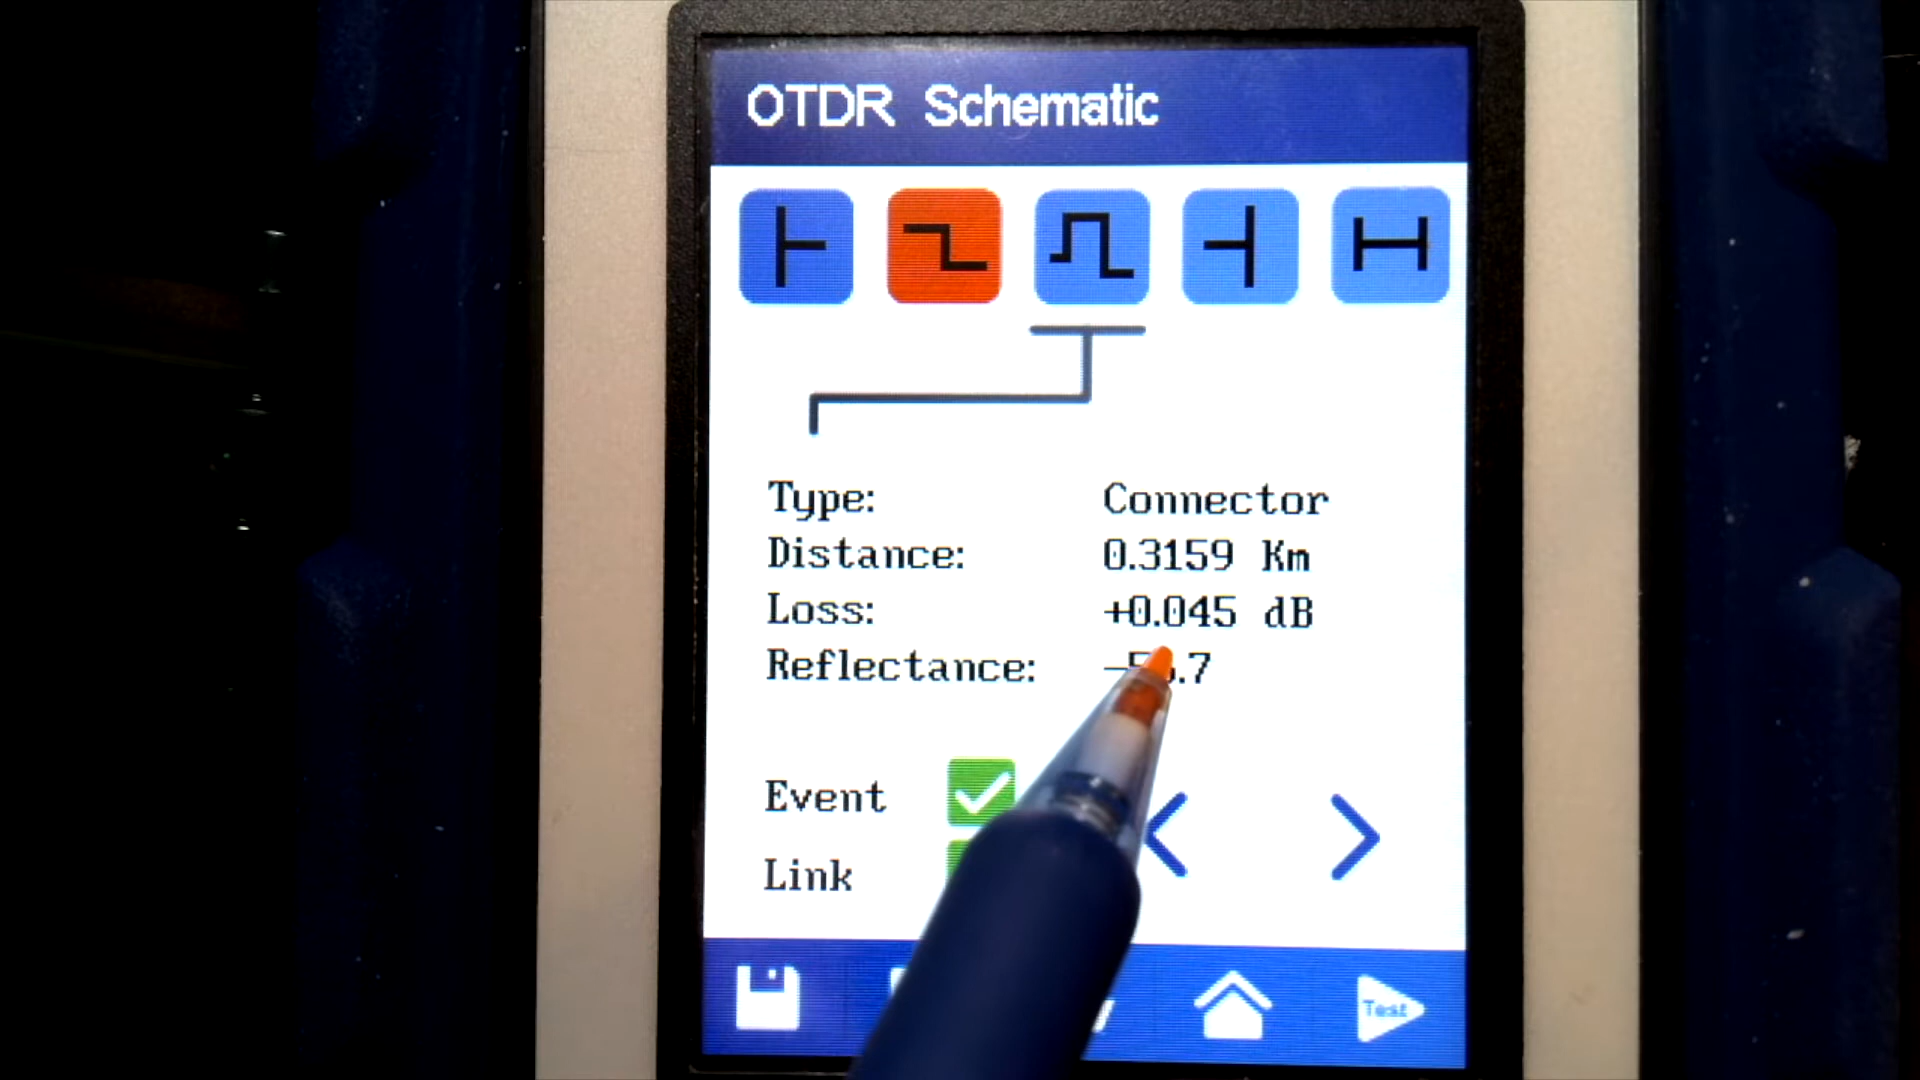 OTDR Schematic
Type: Connector
Distance: 0.3159 Km
Loss: +0.045 dB
Reflectance:
Event
Link
Test